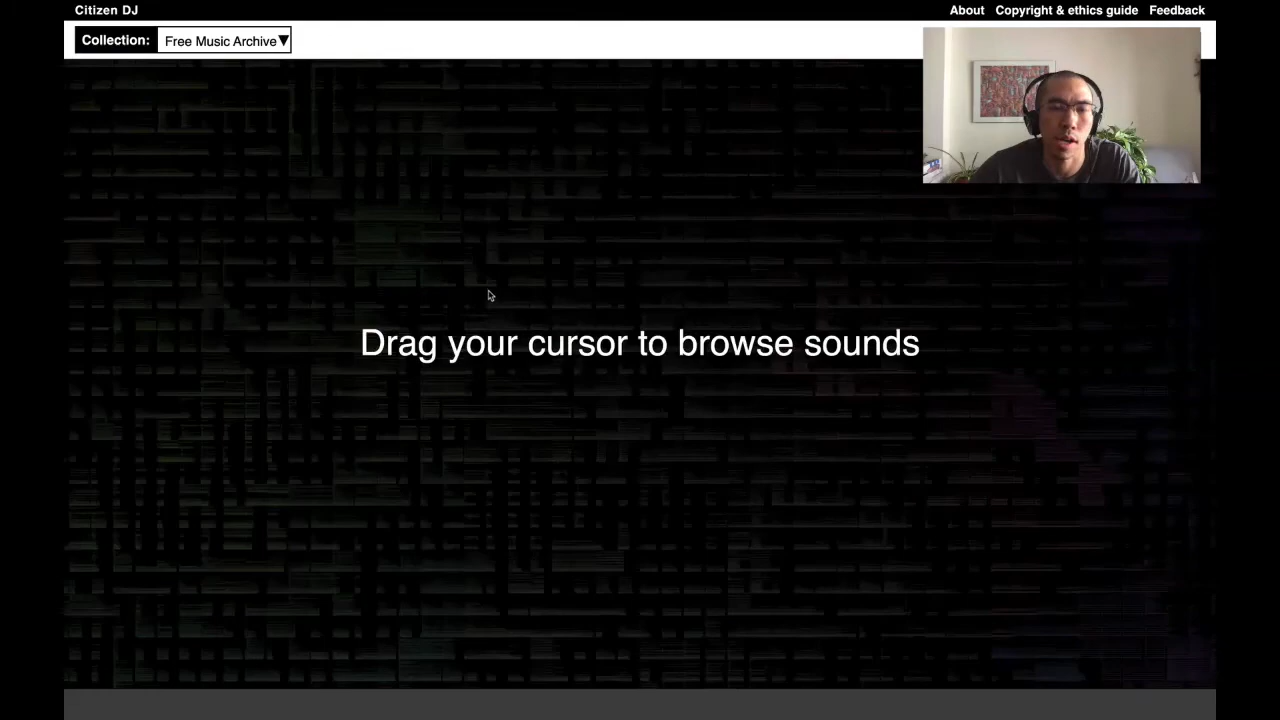 Citizen DJ
About Copyright & ethics guide Feedback
Collection: Free Music Archive▼
Drag your cursor to browse sounds